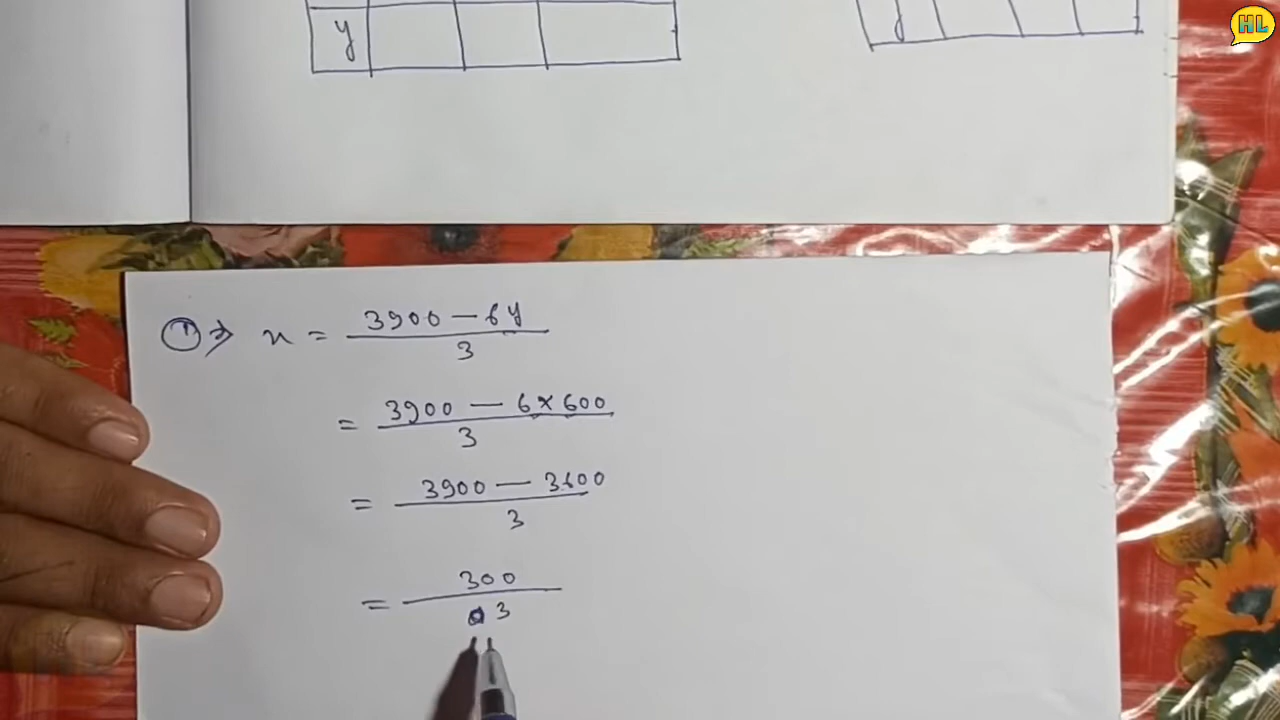 HL
y
y
① ⇒ x = (3900 — 6y) / 3
= (3900 — 6×600) / 3
= (3900 — 3600) / 3
= 300 / 3